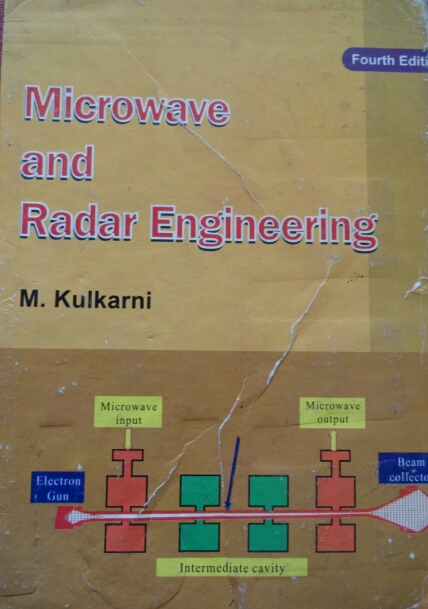 Fourth Editi
Microwave
and
Radar Engineering
M. Kulkarni
Microwave
input
Microwave
output
Electron
Gun
Beam
collecto
Intermediate cavity